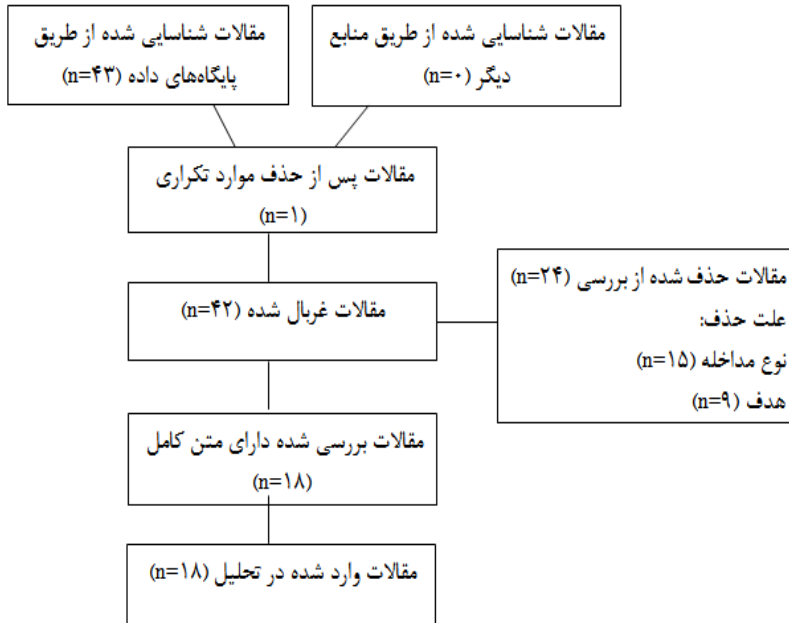 مقالات شناسایی شده از طریق
پایگاه‌های داده (n=۴۳)
مقالات شناسایی شده از طریق منابع
دیگر (n=۰)
مقالات پس از حذف موارد تکراری
(n=۱)
مقالات غربال شده (n=۴۲)
مقالات حذف شده از بررسی (n=۲۴)
علت حذف:
نوع مداخله (n=۱۵)
هدف (n=۹)
مقالات بررسی شده دارای متن کامل
(n=۱۸)
مقالات وارد شده در تحلیل (n=۱۸)